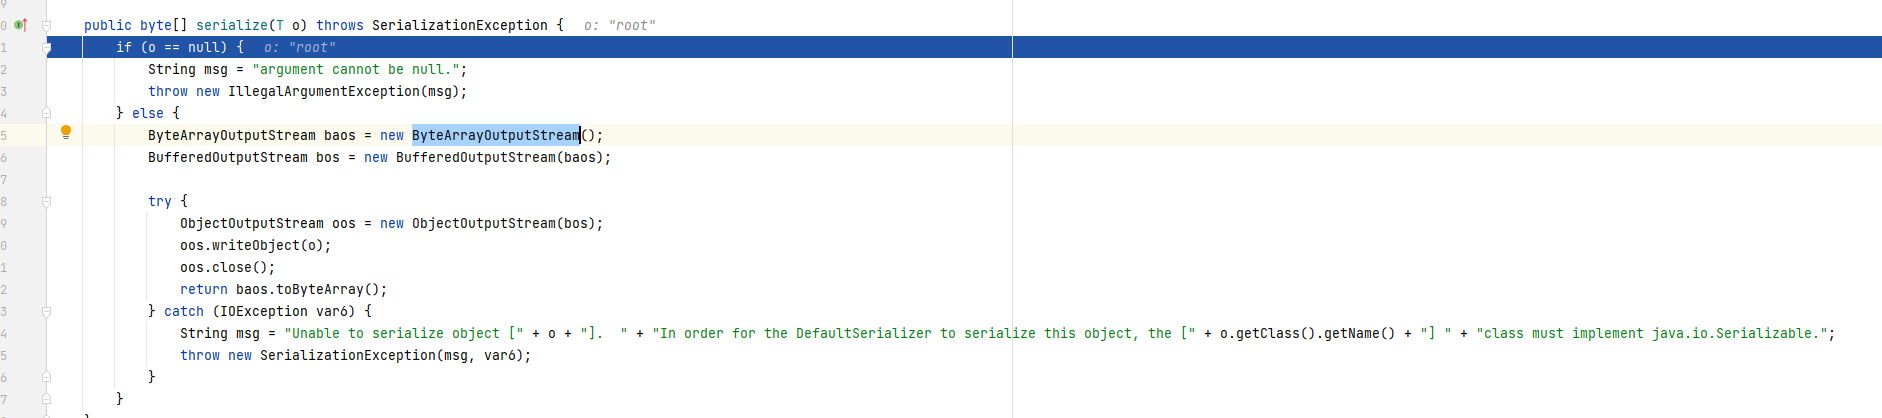 9
0 public byte[] serialize(T o) throws SerializationException {   o: "root"
1     if (o == null) {   o: "root"
2         String msg = "argument cannot be null.";
3         throw new IllegalArgumentException(msg);
4     } else {
5         ByteArrayOutputStream baos = new ByteArrayOutputStream();
6         BufferedOutputStream bos = new BufferedOutputStream(baos);
7
8         try {
9             ObjectOutputStream oos = new ObjectOutputStream(bos);
0             oos.writeObject(o);
1             oos.close();
2             return baos.toByteArray();
3         } catch (IOException var6) {
4             String msg = "Unable to serialize object [" + o + "].  " + "In order for the DefaultSerializer to serialize this object, the [" + o.getClass().getName() + "] " + "class must implement java.io.Serializable.";
5             throw new SerializationException(msg, var6);
6         }
7     }